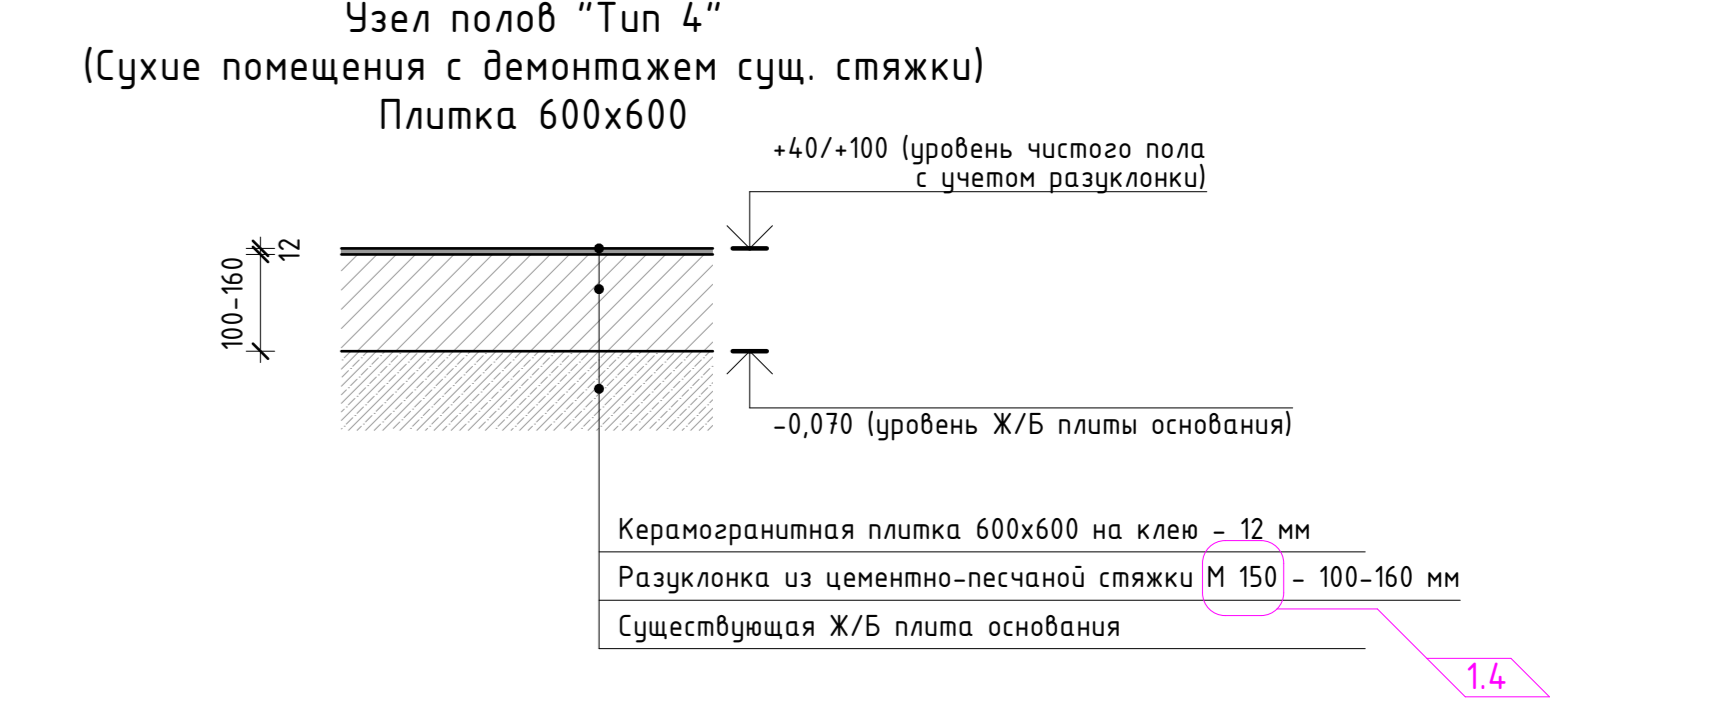 Узел полов "Тип 4"
(Сухие помещения с демонтажем сущ. стяжки)
Плитка 600х600
+40/+100 (уровень чистого пола
с учетом разуклонки)
12
100-160
-0,070 (уровень Ж/Б плиты основания)
Керамогранитная плитка 600х600 на клею - 12 мм
Разуклонка из цементно-песчаной стяжки М 150 - 100-160 мм
Существующая Ж/Б плита основания
1.4